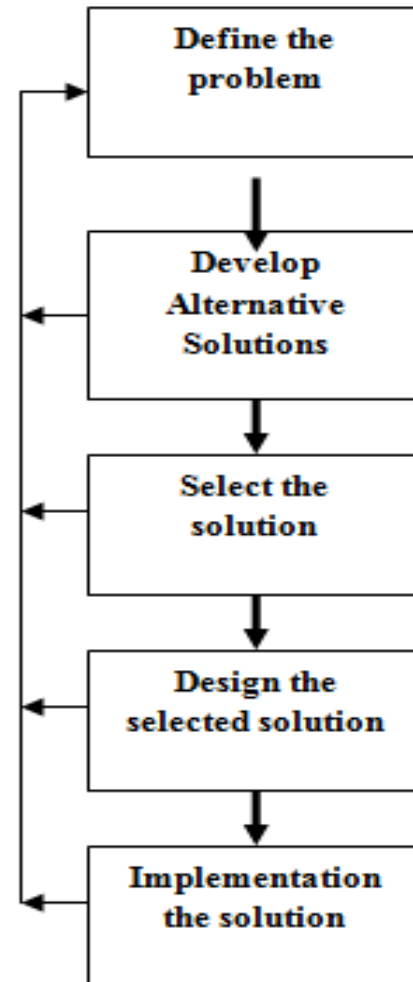 Define the
problem
Develop
Alternative
Solutions
Select the
solution
Design the
selected solution
Implementation
the solution